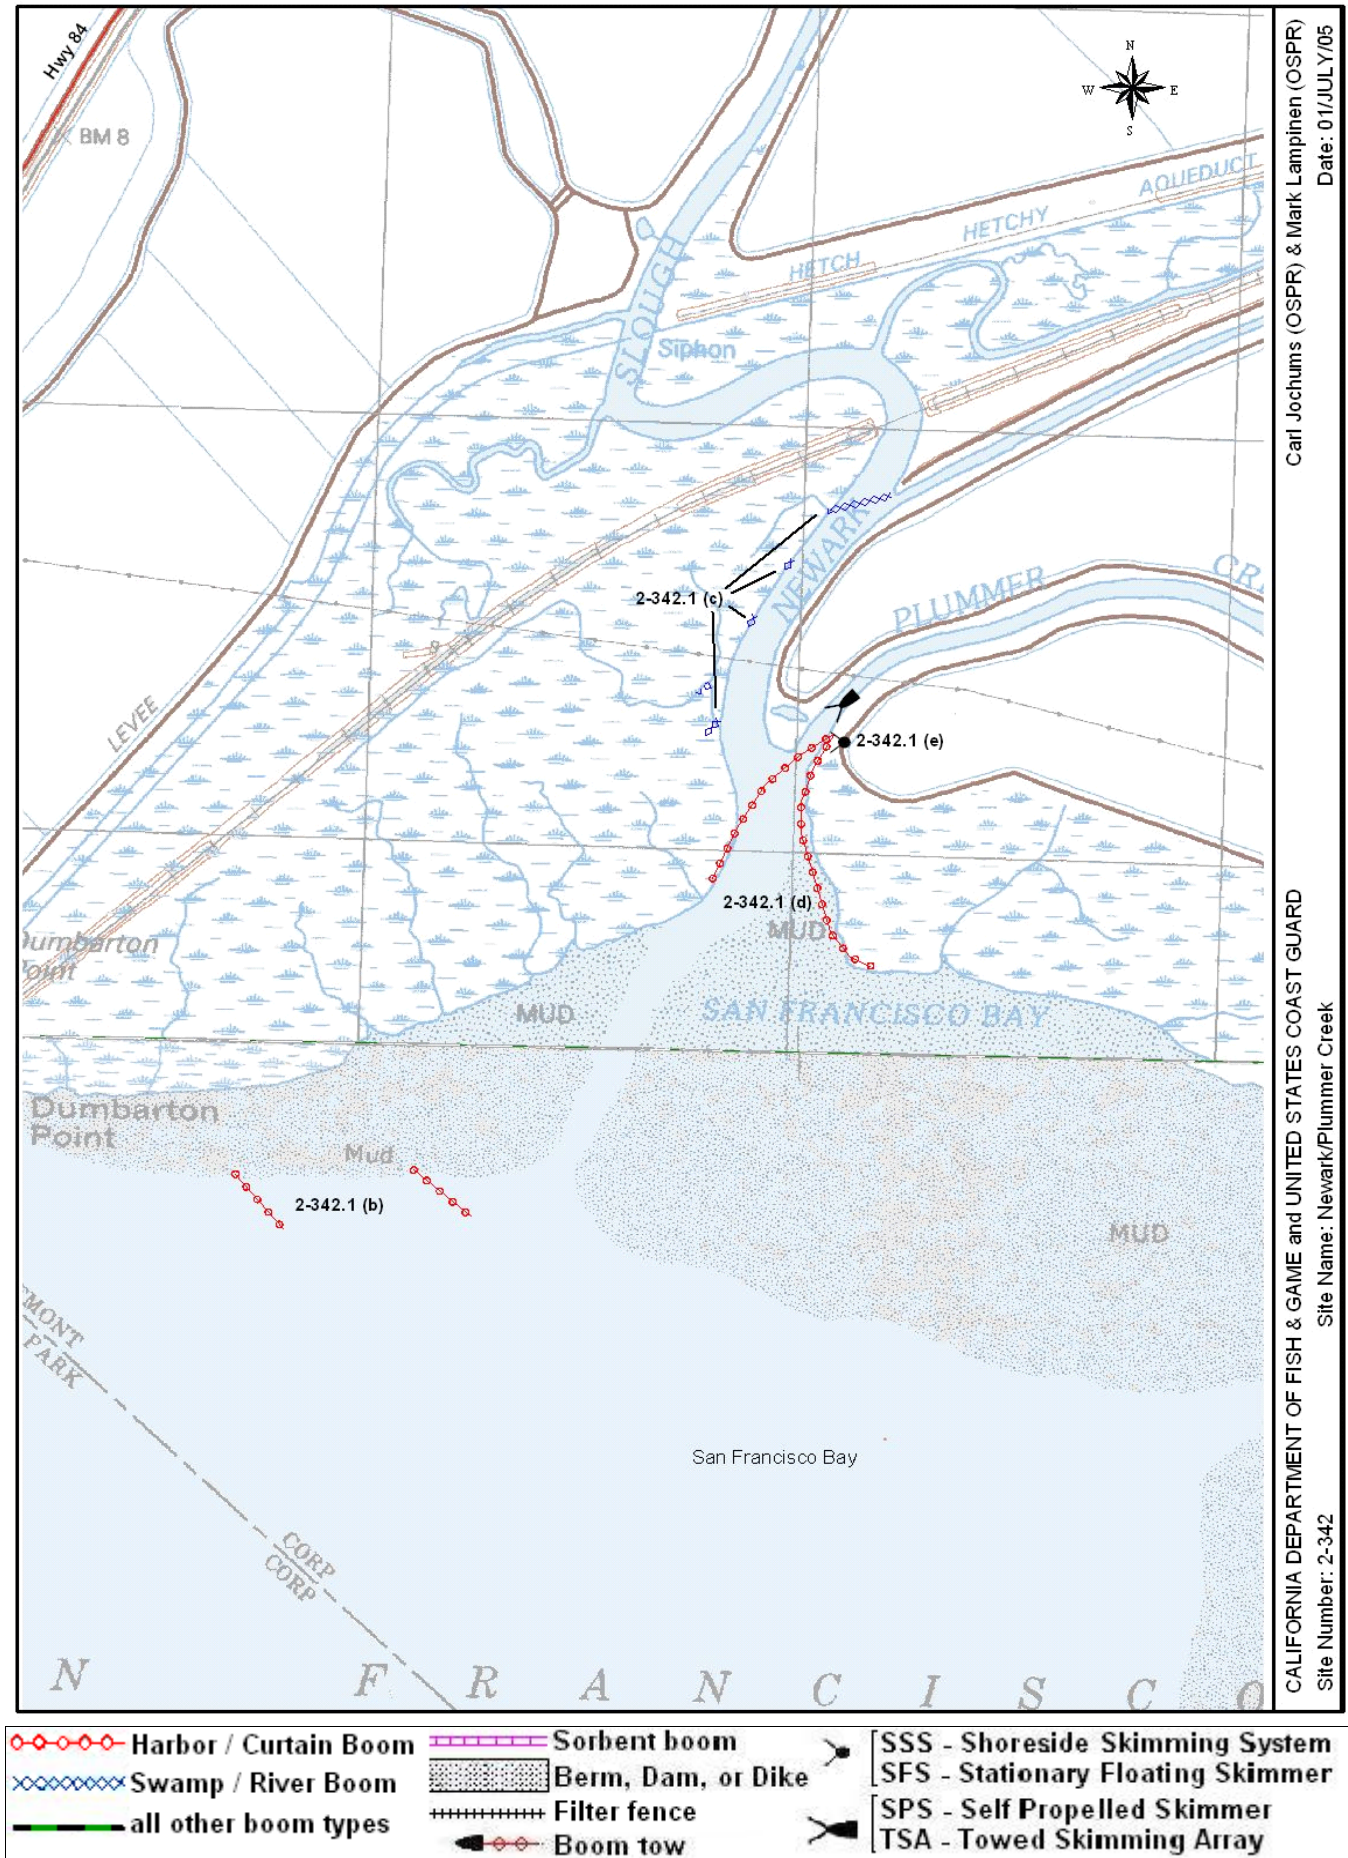 Hwy 84
BM 8
N
W E
S
AQUEDUCT
HETCHY
HETCH
SLOUGH
Siphon
NEWARK
2-342.1 (c)
PLUMMER
LEVEE
2-342.1 (e)
2-342.1 (d)
MUD
Dumbarton
Point
MUD
SAN FRANCISCO BAY
Dumbarton
Point
Mud
2-342.1 (b)
MUD
MONT
PARK
San Francisco Bay
CORP
CORP
N F R A N C I S C O
Carl Jochums (OSPR) & Mark Lampinen (OSPR)
Date: 01/JULY/05
CALIFORNIA DEPARTMENT OF FISH & GAME and UNITED STATES COAST GUARD
Site Number: 2-342 Site Name: Newark/Plummer Creek
Harbor / Curtain Boom
Swamp / River Boom
all other boom types
Sorbent boom
Berm, Dam, or Dike
Filter fence
Boom tow
SSS - Shoreside Skimming System
SFS - Stationary Floating Skimmer
SPS - Self Propelled Skimmer
TSA - Towed Skimming Array